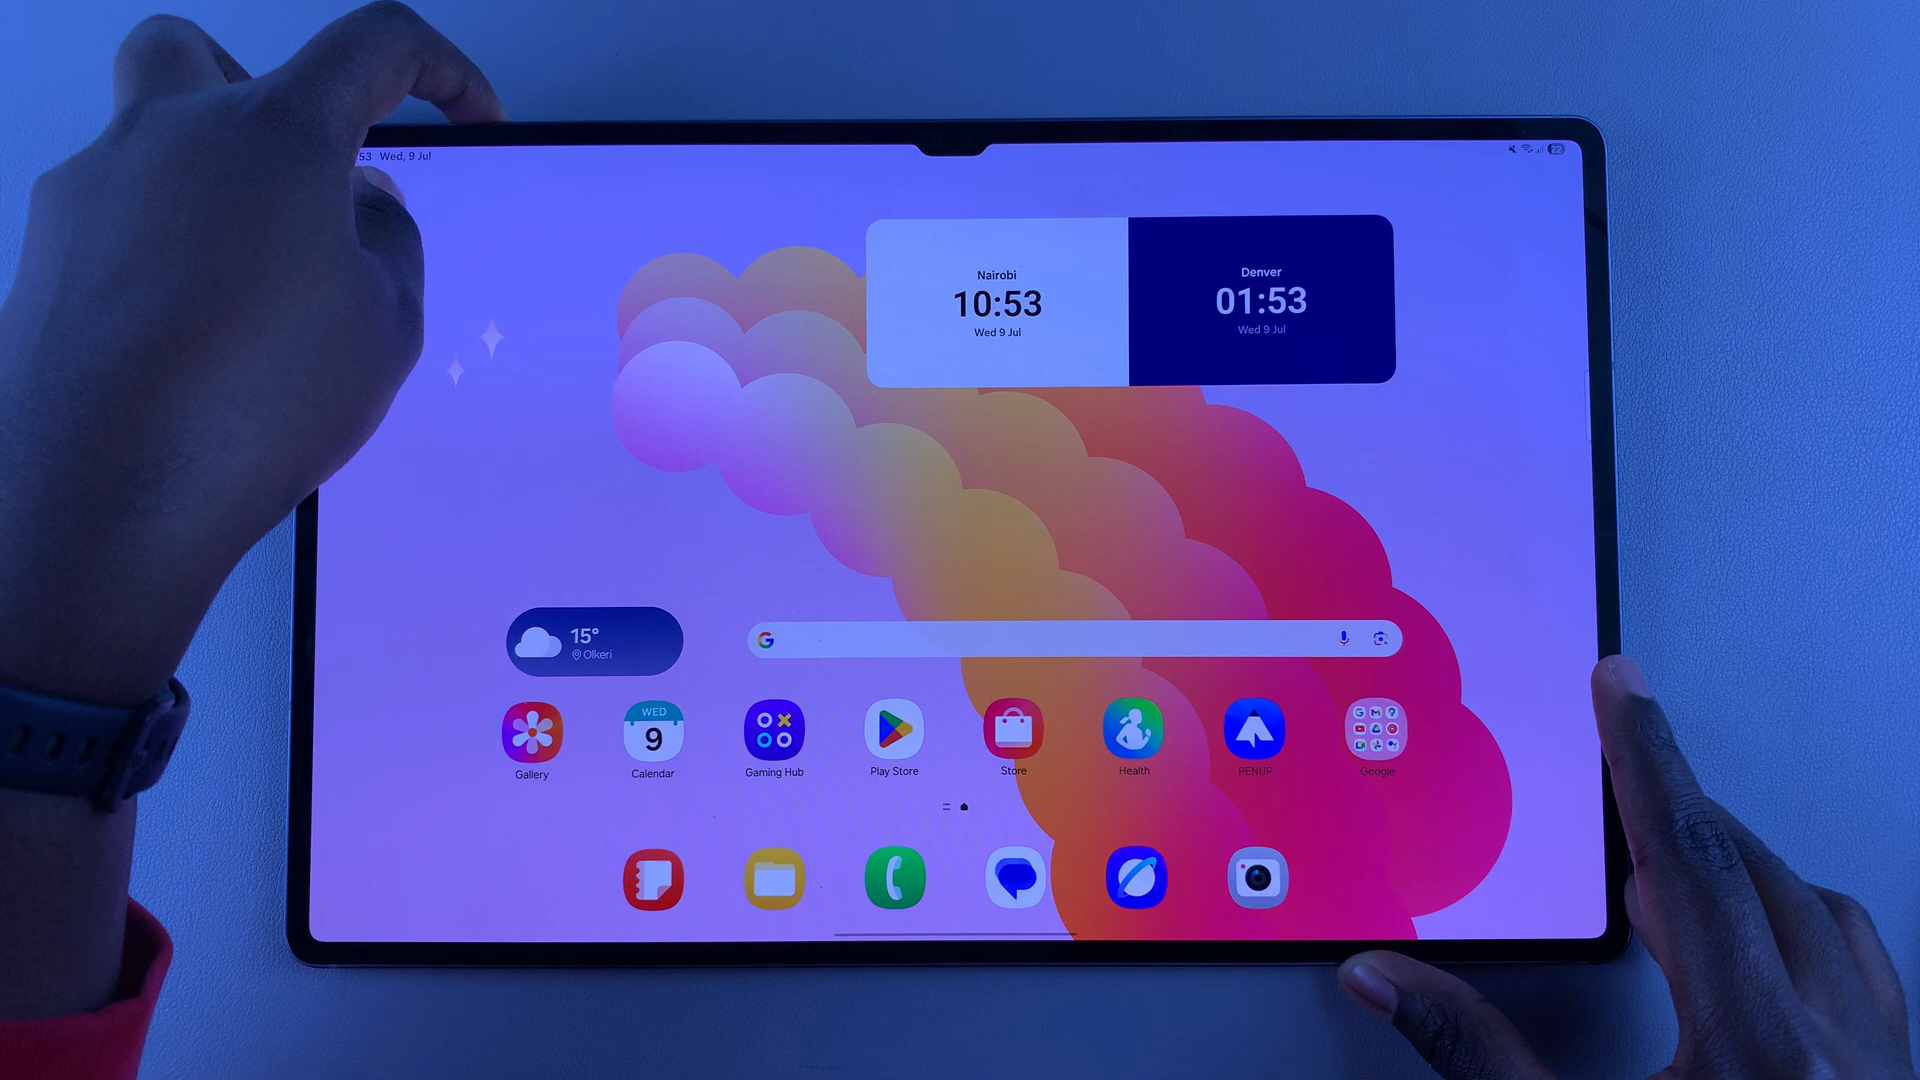 53 Wed, 9 Jul
22
Nairobi
10:53
Wed 9 Jul
Denver
01:53
Wed 9 Jul
15°
Olkeri
WED
9
Gallery
Calendar
Gaming Hub
Play Store
Store
Health
PENUP
Google